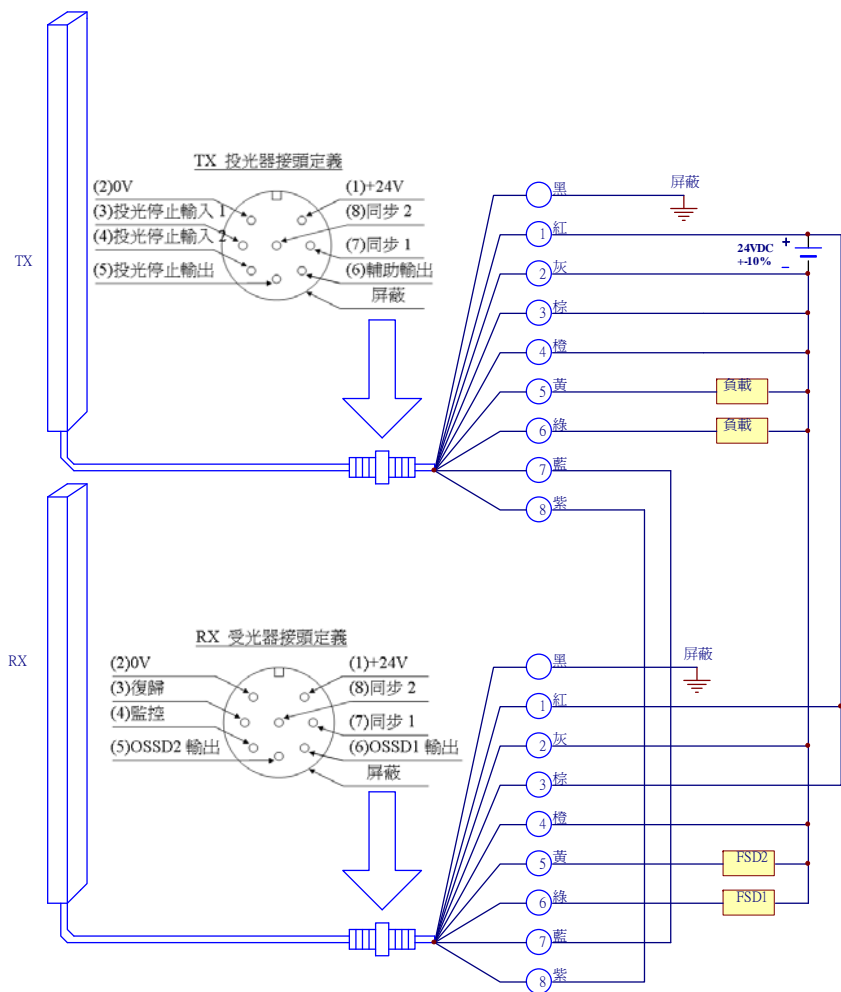 TX 投光器接頭定義
(2)0V
(1)+24V
(3)投光停止輸入 1
(8)同步 2
(4)投光停止輸入 2
(7)同步 1
(5)投光停止輸出
(6)輔助輸出
屏蔽
TX
黑
屏蔽
1 紅
24VDC
+-10%
+
−
2 灰
3 棕
4 橙
5 黃
負載
6 綠
負載
7 藍
8 紫
RX 受光器接頭定義
(2)0V
(1)+24V
(3)復歸
(8)同步 2
(4)監控
(7)同步 1
(5)OSSD2 輸出
(6)OSSD1 輸出
屏蔽
RX
黑
屏蔽
1 紅
2 灰
3 棕
4 橙
5 黃
FSD2
6 綠
FSD1
7 藍
8 紫